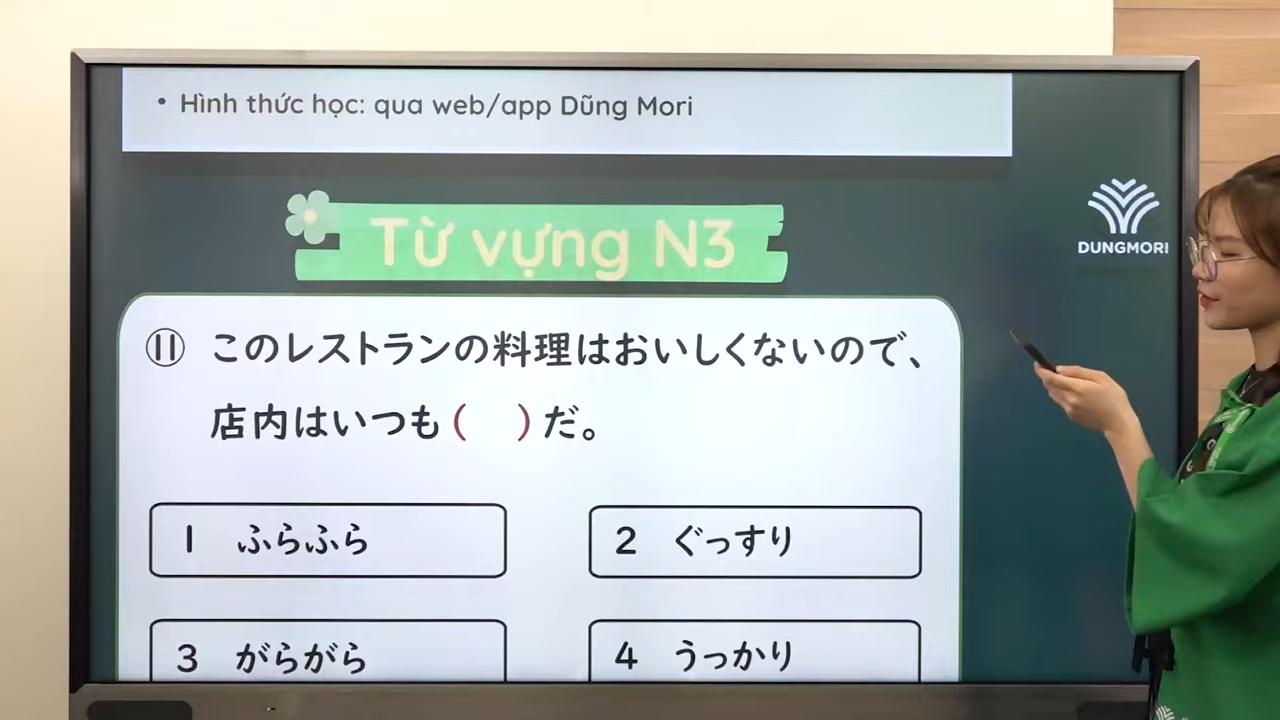 • Hình thức học: qua web/app Dũng Mori
DUNGMORI
Từ vựng N3
⑪ このレストランの料理はおいしくないので、
店内はいつも( )だ。
1 ふらふら
2 ぐっすり
3 がらがら
4 うっかり